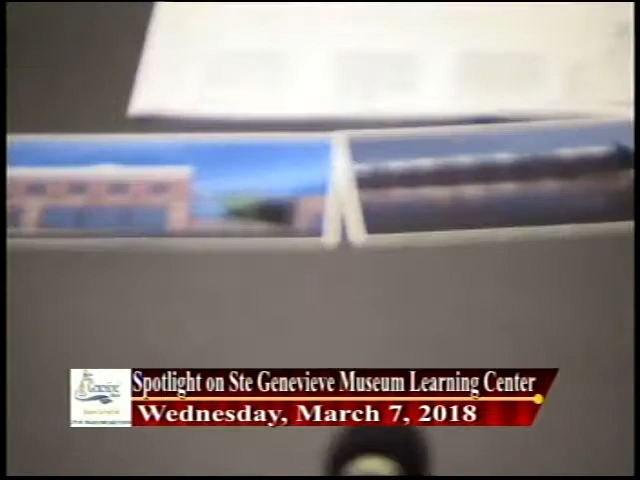 Spotlight on Ste Genevieve Museum Learning Center
Wednesday, March 7, 2018